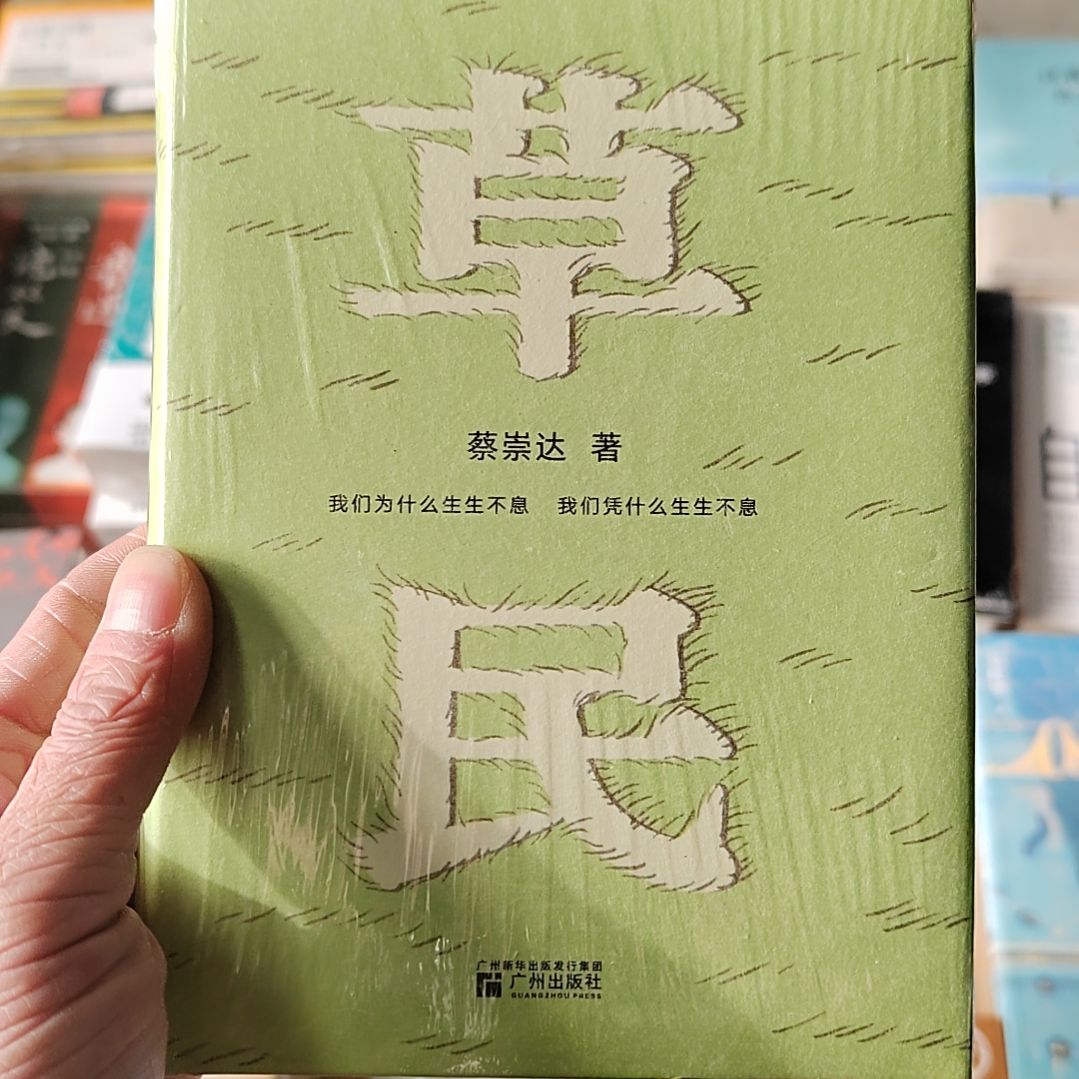 草
蔡崇达 著
我们为什么生生不息 我们凭什么生生不息
民
广州新华出版发行集团
广州出版社
GUANGZHOU PRESS